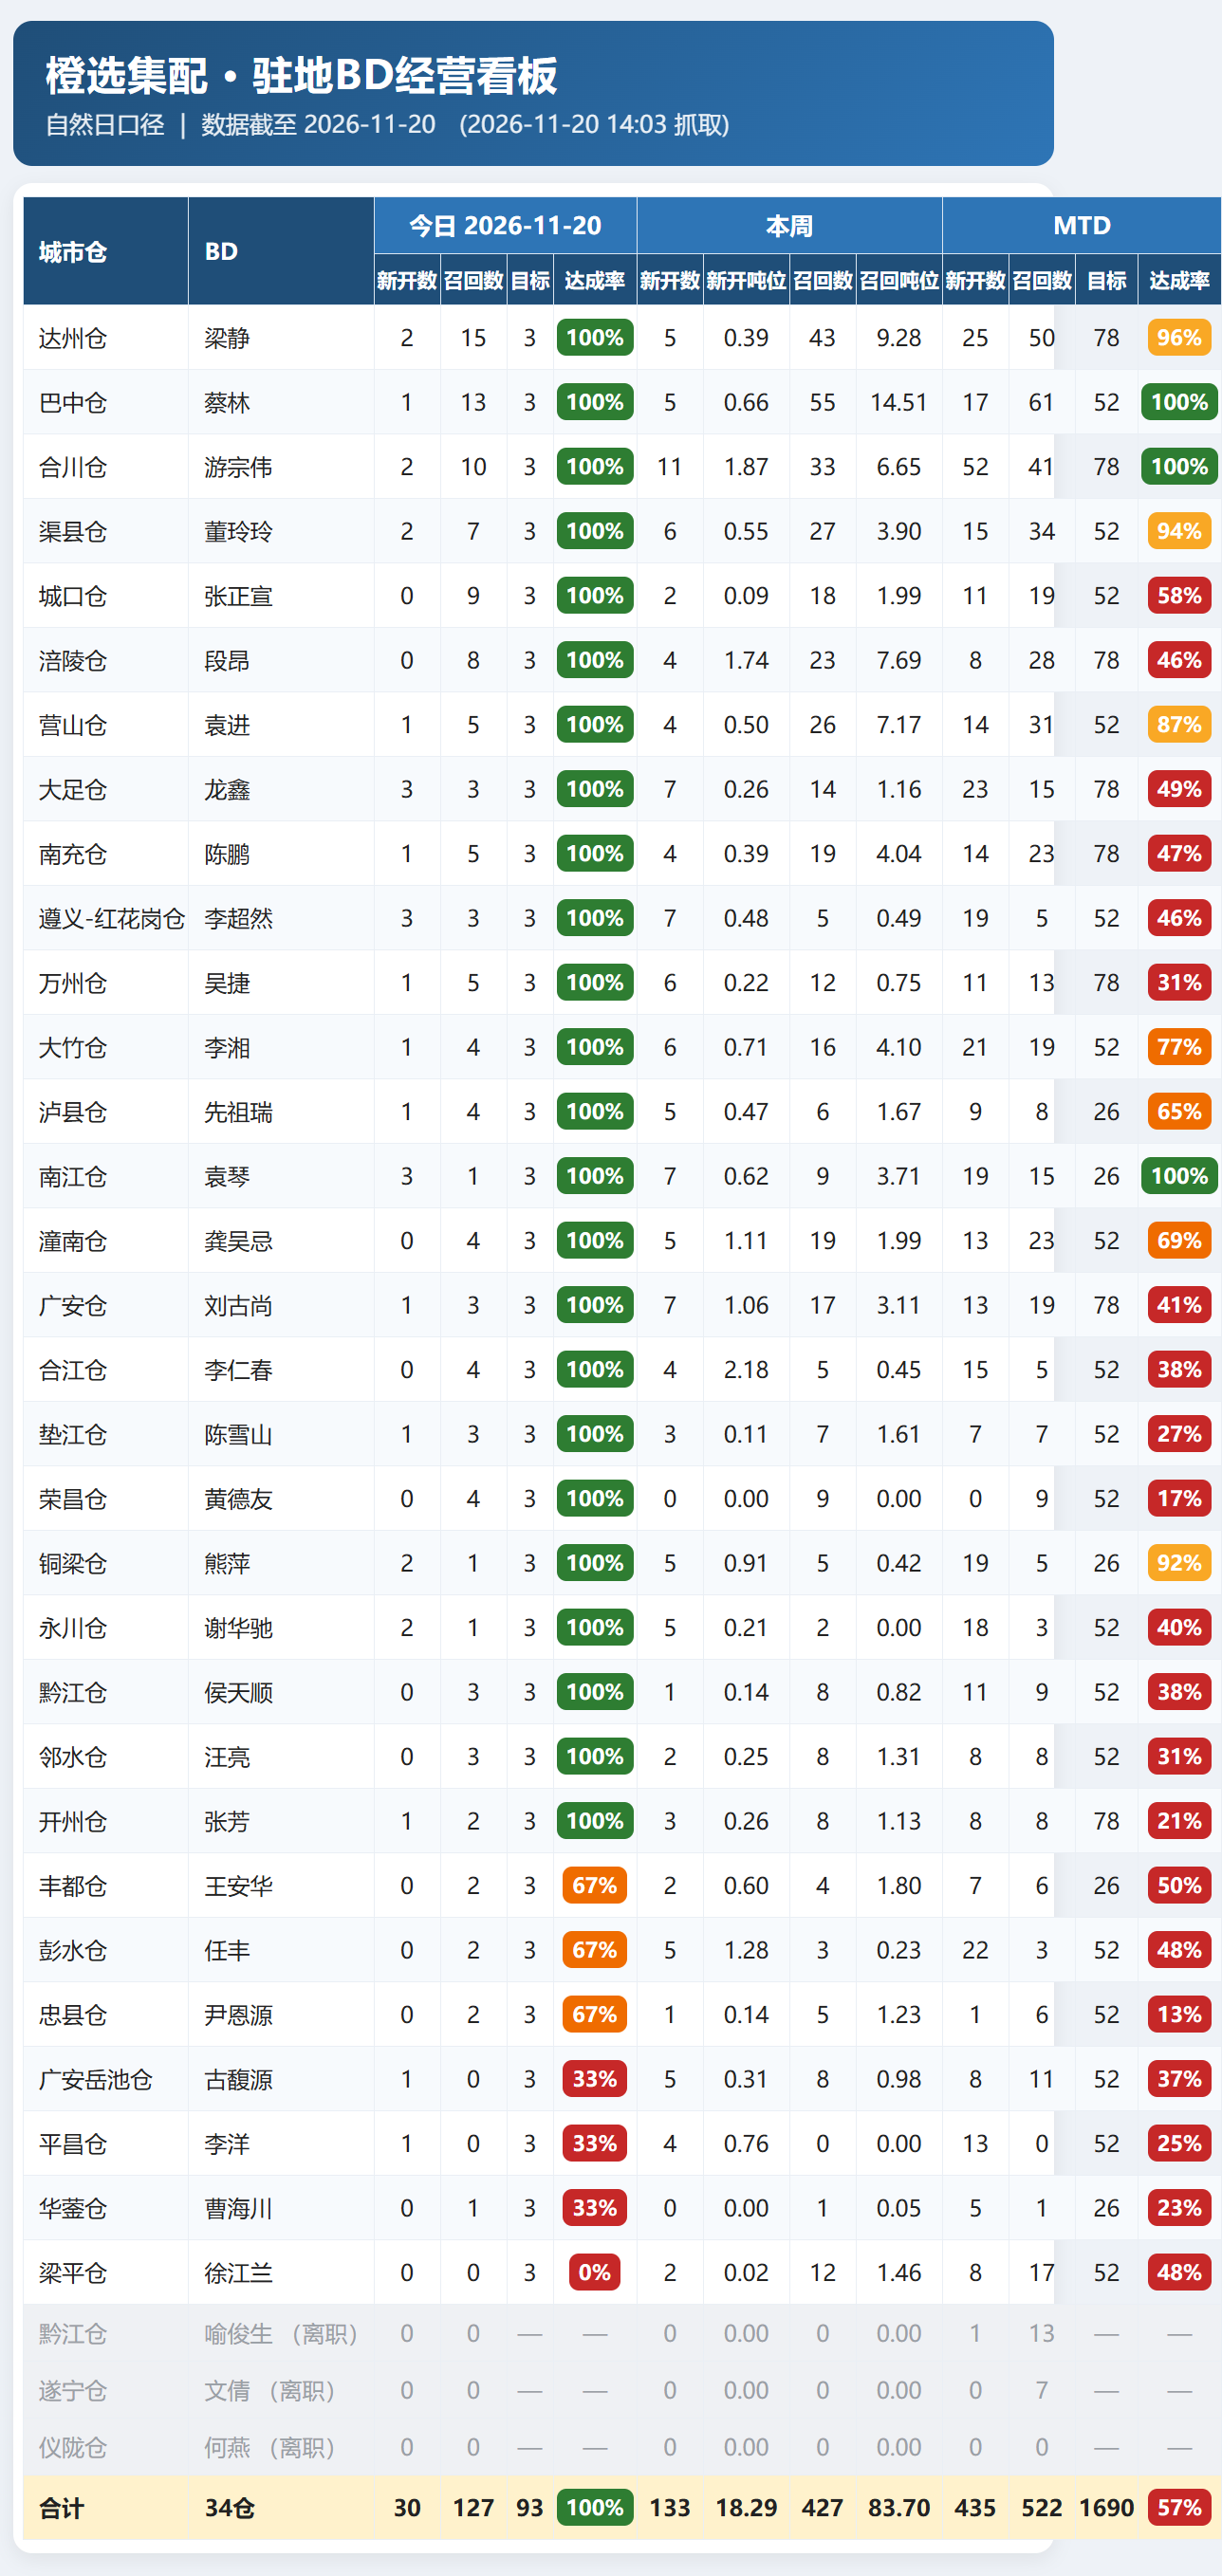 橙选集配 • 驻地BD经营看板
自然日口径 | 数据截至 2026-11-20 (2026-11-20 14:03 抓取)
城市仓 BD 今日 2026-11-20 本周 MTD
新开数 召回数 目标 达成率 新开数 新开吨位 召回数 召回吨位 新开数 召回数 目标 达成率
达州仓 梁静 2 15 3 100% 5 0.39 43 9.28 25 50 78 96%
巴中仓 蔡林 1 13 3 100% 5 0.66 55 14.51 17 61 52 100%
合川仓 游宗伟 2 10 3 100% 11 1.87 33 6.65 52 41 78 100%
渠县仓 董玲玲 2 7 3 100% 6 0.55 27 3.90 15 34 52 94%
城口仓 张正宣 0 9 3 100% 2 0.09 18 1.99 11 19 52 58%
涪陵仓 段昂 0 8 3 100% 4 1.74 23 7.69 8 28 78 46%
营山仓 袁进 1 5 3 100% 4 0.50 26 7.17 14 31 52 87%
大足仓 龙鑫 3 3 3 100% 7 0.26 14 1.16 23 15 78 49%
南充仓 陈鹏 1 5 3 100% 4 0.39 19 4.04 14 23 78 47%
遵义-红花岗仓 李超然 3 3 3 100% 7 0.48 5 0.49 19 5 52 46%
万州仓 吴捷 1 5 3 100% 6 0.22 12 0.75 11 13 78 31%
大竹仓 李湘 1 4 3 100% 6 0.71 16 4.10 21 19 52 77%
泸县仓 先祖瑞 1 4 3 100% 5 0.47 6 1.67 9 8 26 65%
南江仓 袁琴 3 1 3 100% 7 0.62 9 3.71 19 15 26 100%
潼南仓 龚吴忌 0 4 3 100% 5 1.11 19 1.99 13 23 52 69%
广安仓 刘古尚 1 3 3 100% 7 1.06 17 3.11 13 19 78 41%
合江仓 李仁春 0 4 3 100% 4 2.18 5 0.45 15 5 52 38%
垫江仓 陈雪山 1 3 3 100% 3 0.11 7 1.61 7 7 52 27%
荣昌仓 黄德友 0 4 3 100% 0 0.00 9 0.00 0 9 52 17%
铜梁仓 熊萍 2 1 3 100% 5 0.91 5 0.42 19 5 26 92%
永川仓 谢华驰 2 1 3 100% 5 0.21 2 0.00 18 3 52 40%
黔江仓 侯天顺 0 3 3 100% 1 0.14 8 0.82 11 9 52 38%
邻水仓 汪亮 0 3 3 100% 2 0.25 8 1.31 8 8 52 31%
开州仓 张芳 1 2 3 100% 3 0.26 8 1.13 8 8 78 21%
丰都仓 王安华 0 2 3 67% 2 0.60 4 1.80 7 6 26 50%
彭水仓 任丰 0 2 3 67% 5 1.28 3 0.23 22 3 52 48%
忠县仓 尹恩源 0 2 3 67% 1 0.14 5 1.23 1 6 52 13%
广安岳池仓 古馥源 1 0 3 33% 5 0.31 8 0.98 8 11 52 37%
平昌仓 李洋 1 0 3 33% 4 0.76 0 0.00 13 0 52 25%
华蓥仓 曹海川 0 1 3 33% 0 0.00 1 0.05 5 1 26 23%
梁平仓 徐江兰 0 0 3 0% 2 0.02 12 1.46 8 17 52 48%
黔江仓 喻俊生 （离职） 0 0 — — 0 0.00 0 0.00 1 13 — —
遂宁仓 文倩 （离职） 0 0 — — 0 0.00 0 0.00 0 7 — —
仪陇仓 何燕 （离职） 0 0 — — 0 0.00 0 0.00 0 0 — —
合计 34仓 30 127 93 100% 133 18.29 427 83.70 435 522 1690 57%